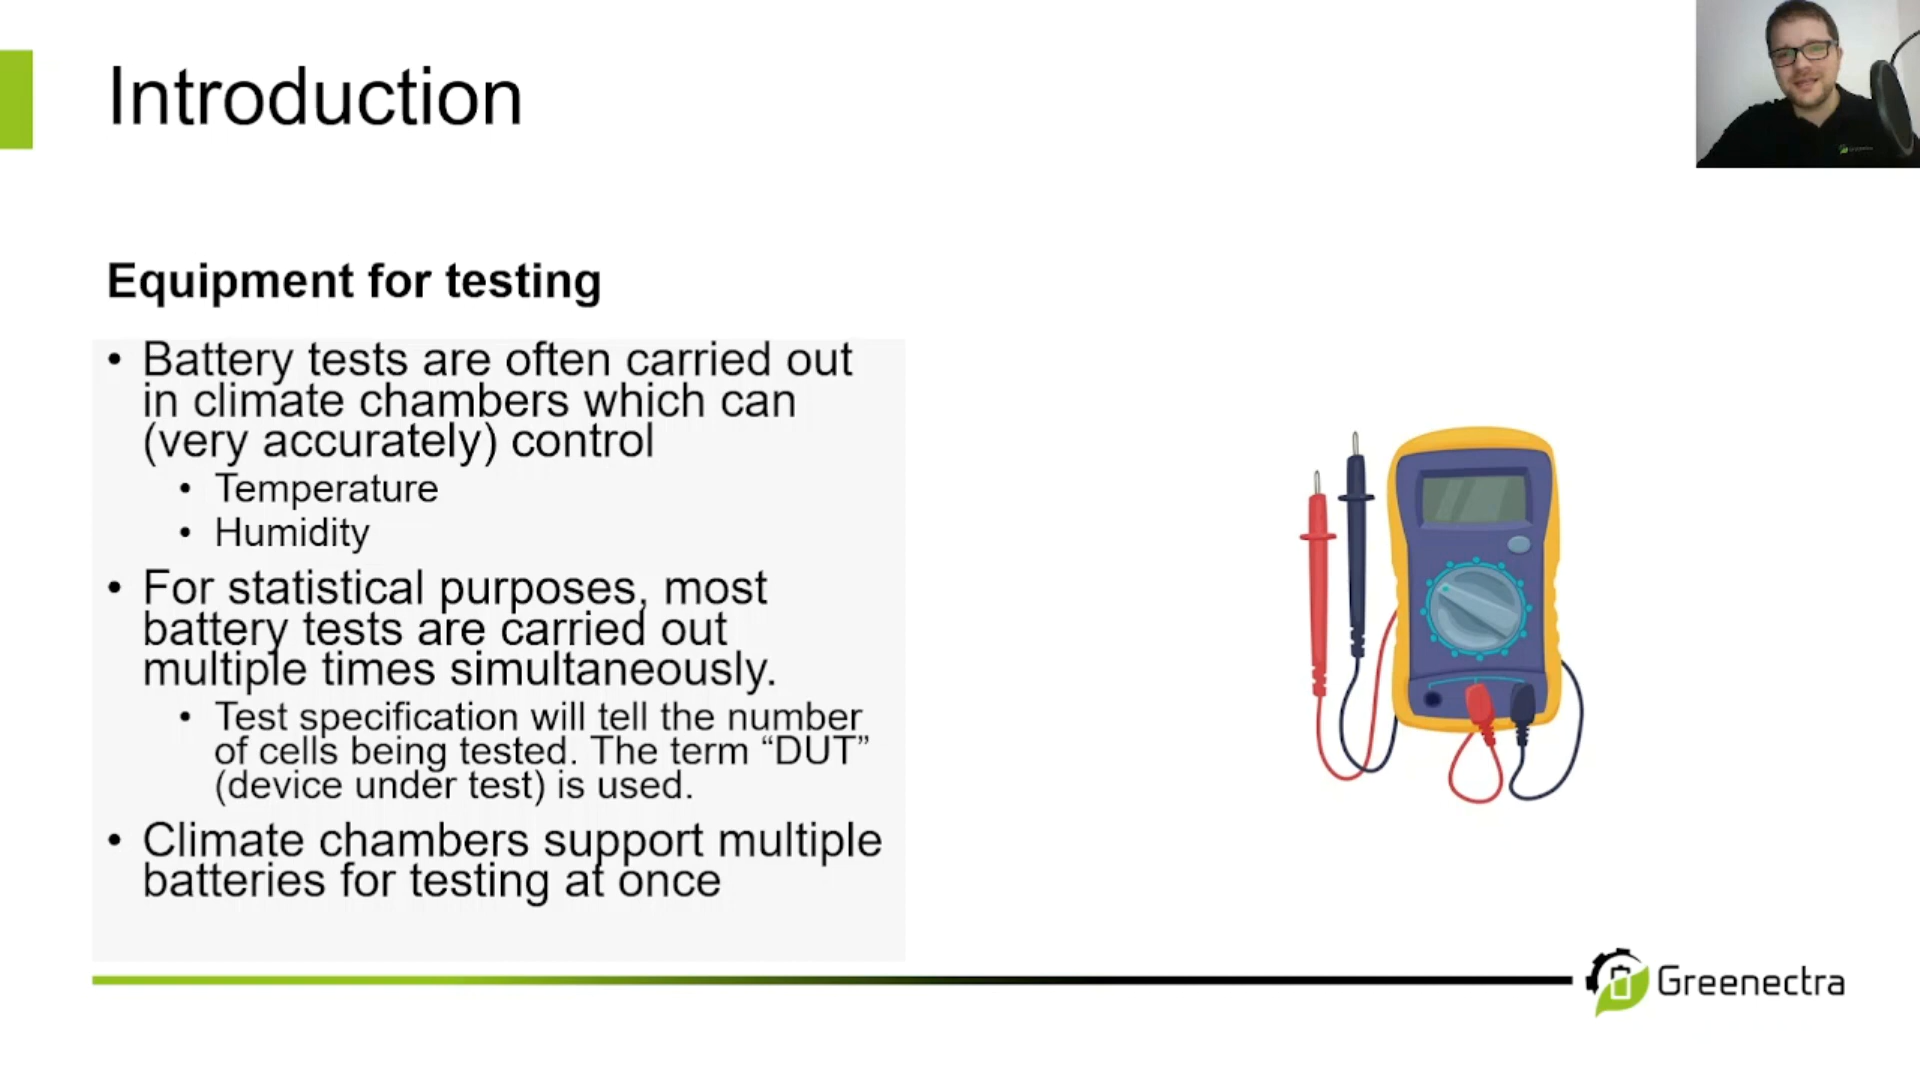 Introduction
Equipment for testing
• Battery tests are often carried out
in climate chambers which can
(very accurately) control
• Temperature
• Humidity
• For statistical purposes, most
battery tests are carried out
multiple times simultaneously.
• Test specification will tell the number
of cells being tested. The term “DUT”
(device under test) is used.
• Climate chambers support multiple
batteries for testing at once
Greenectra